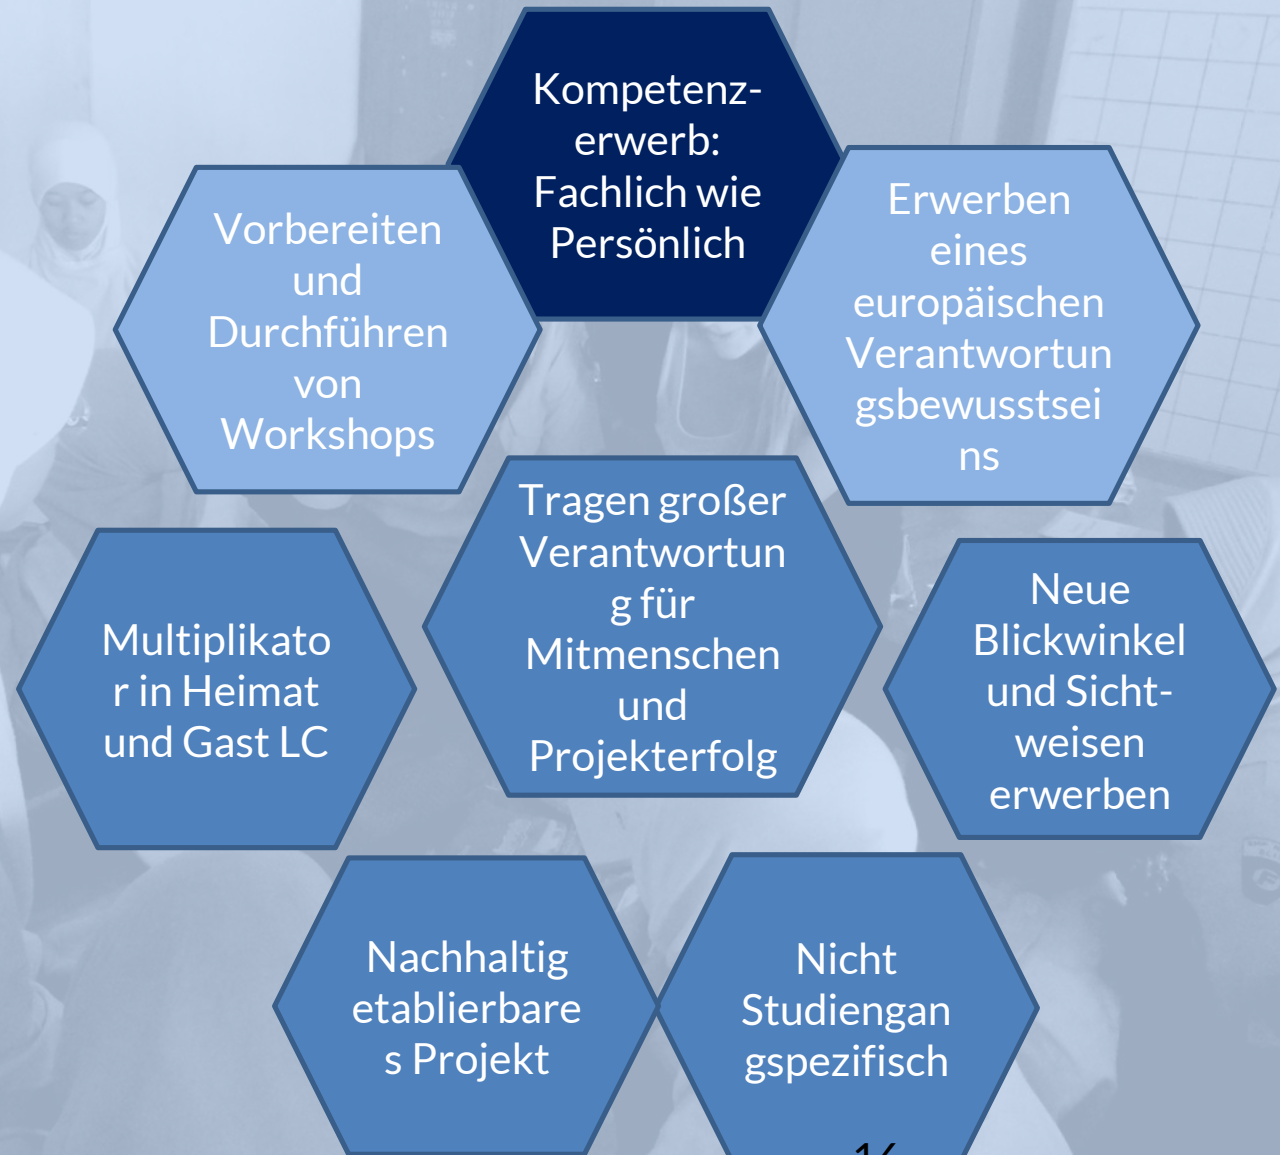 Kompetenz-
erwerb:
Fachlich wie
Persönlich
Vorbereiten
und
Durchführen
von
Workshops
Erwerben
eines
europäischen
Verantwortun
gsbewusstsei
ns
Tragen großer
Verantwortun
g für
Mitmenschen
und
Projekterfolg
Multiplikato
r in Heimat
und Gast LC
Neue
Blickwinkel
und Sicht-
weisen
erwerben
Nachhaltig
etablierbare
s Projekt
Nicht
Studiengan
gspezifisch